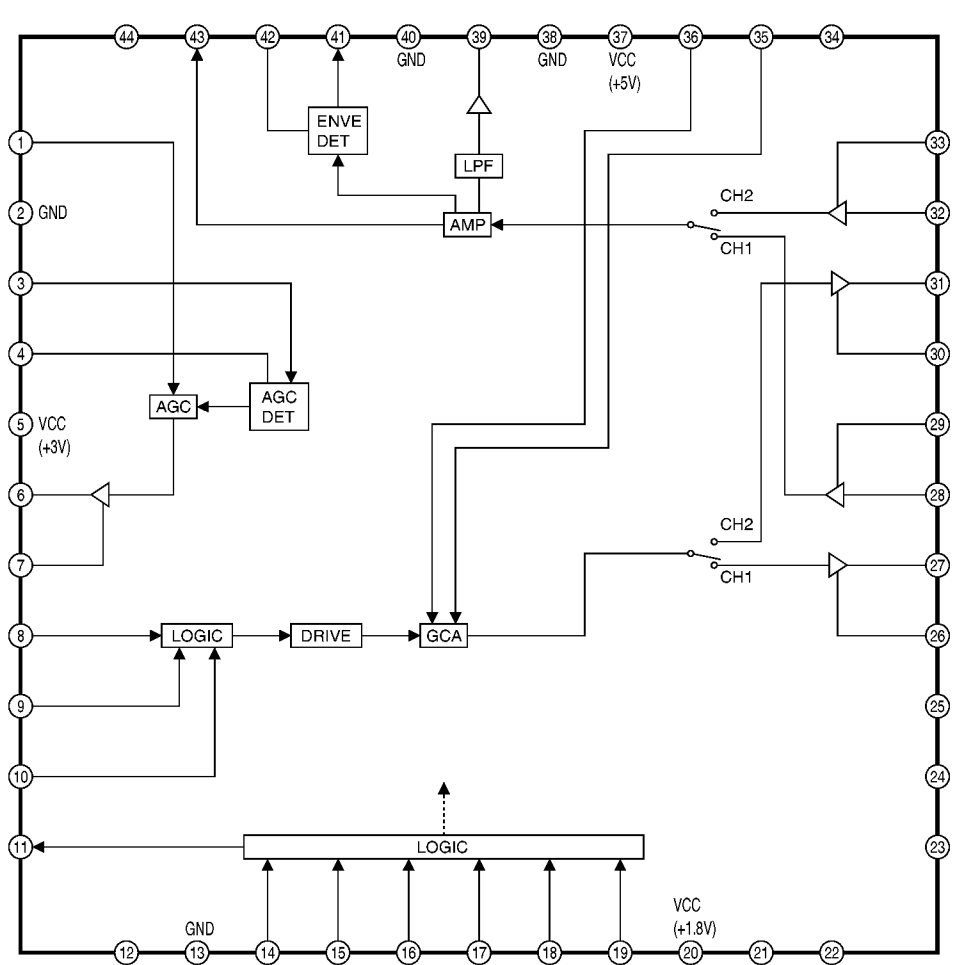 44 43 42 41 40 39 38 37 36 35 34
GND GND VCC
(+5V)
ENVE
DET
1 33
LPF
CH2
2 GND AMP 32
CH1
3 31
4 30
AGC AGC
DET
5 VCC 29
(+3V)
6 28
CH2
7 27
CH1
8 LOGIC DRIVE GCA 26
9 25
10 24
11 LOGIC 23
VCC
GND (+1.8V)
12 13 14 15 16 17 18 19 20 21 22